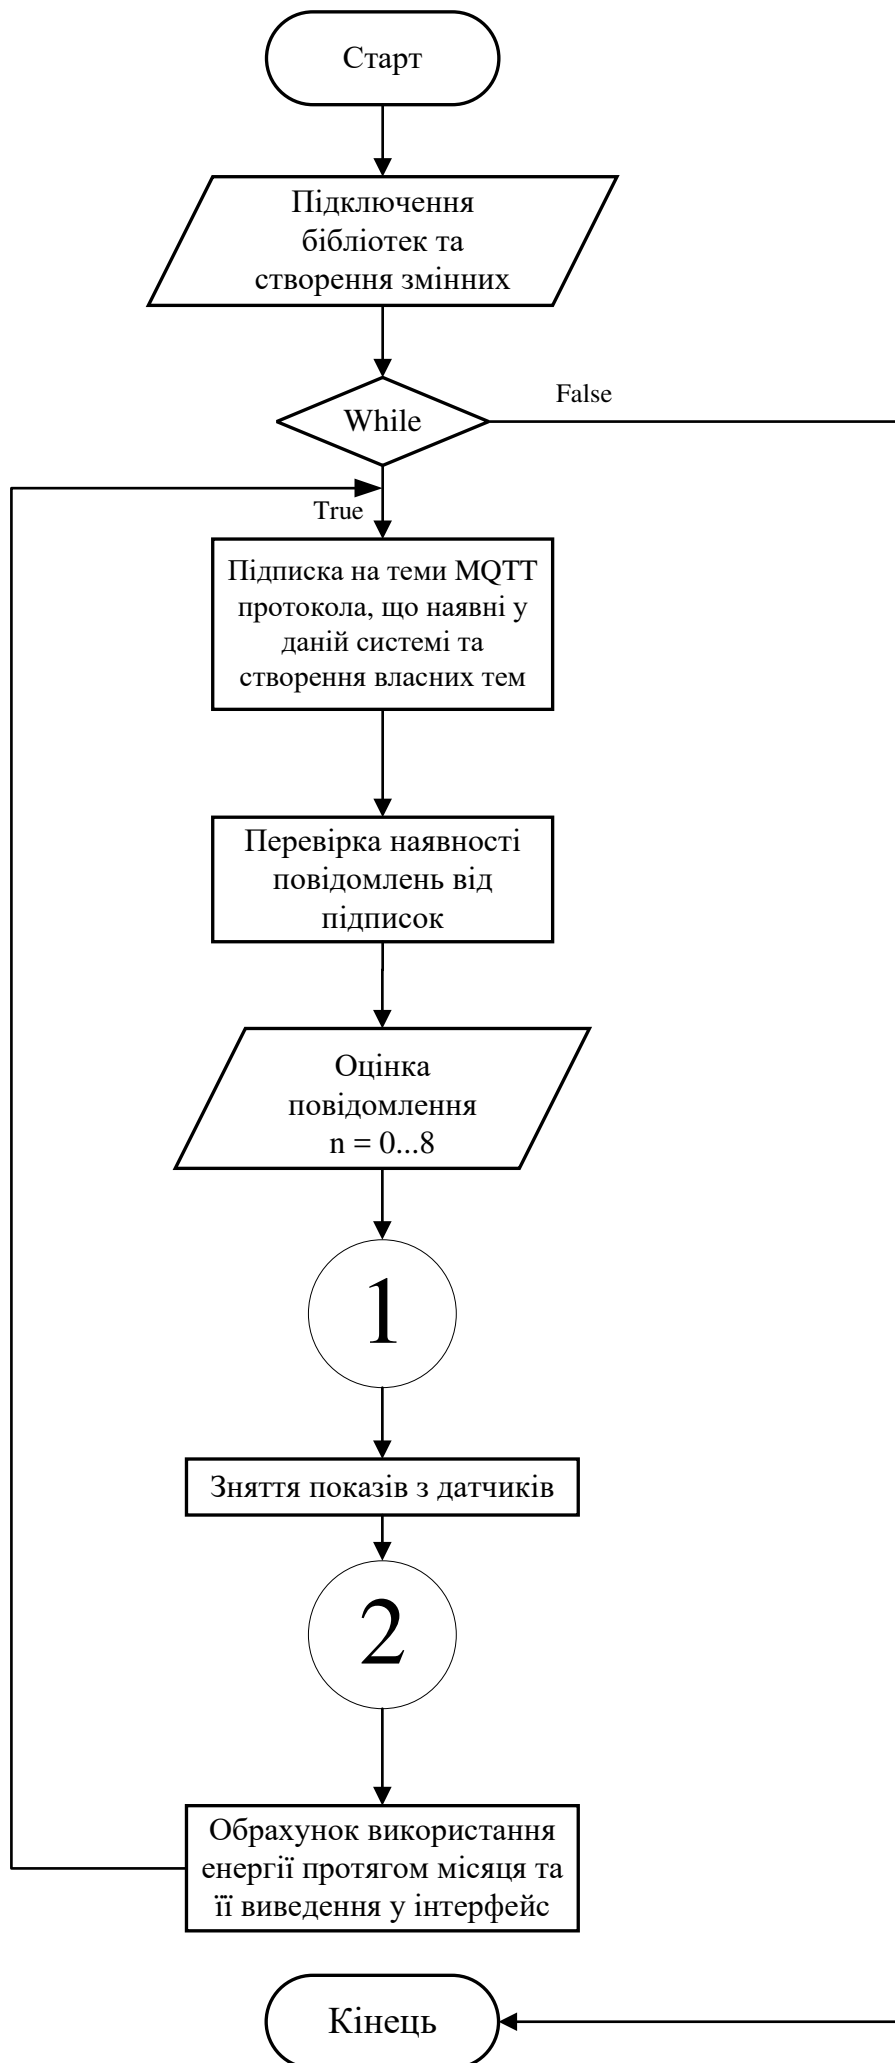 Старт
Підключення
бібліотек та
створення змінних
While
False
True
Підписка на теми MQTT
протокола, що наявні у
даній системі та
створення власних тем
Перевірка наявності
повідомлень від
підписок
Оцінка
повідомлення
n = 0...8
1
Зняття показів з датчиків
2
Обрахунок використання
енергії протягом місяця та
її виведення у інтерфейс
Кінець